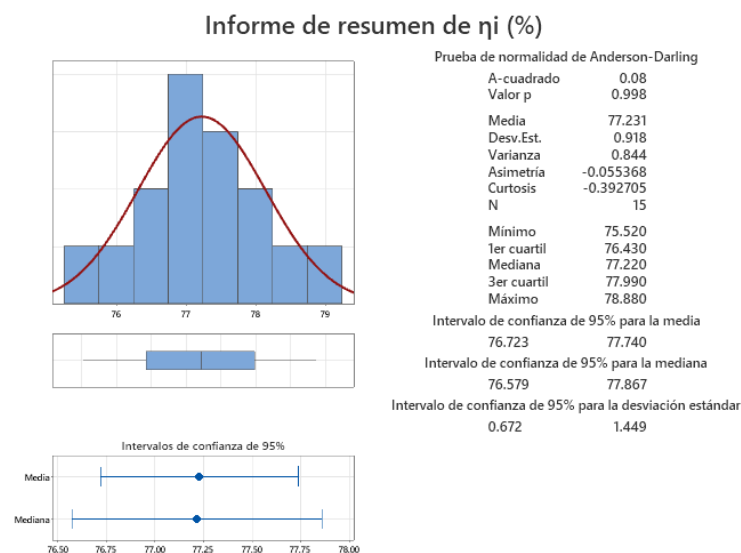 Informe de resumen de ηi (%)
Prueba de normalidad de Anderson-Darling
A-cuadrado 0.08
Valor p 0.998
Media 77.231
Desv.Est. 0.918
Varianza 0.844
Asimetría -0.055368
Curtosis -0.392705
N 15
Mínimo 75.520
1er cuartil 76.430
Mediana 77.220
3er cuartil 77.990
Máximo 78.880
Intervalo de confianza de 95% para la media
76.723 77.740
Intervalo de confianza de 95% para la mediana
76.579 77.867
Intervalo de confianza de 95% para la desviación estándar
0.672 1.449
76 77 78 79
Intervalos de confianza de 95%
Media
Mediana
76.50 76.75 77.00 77.25 77.50 77.75 78.00